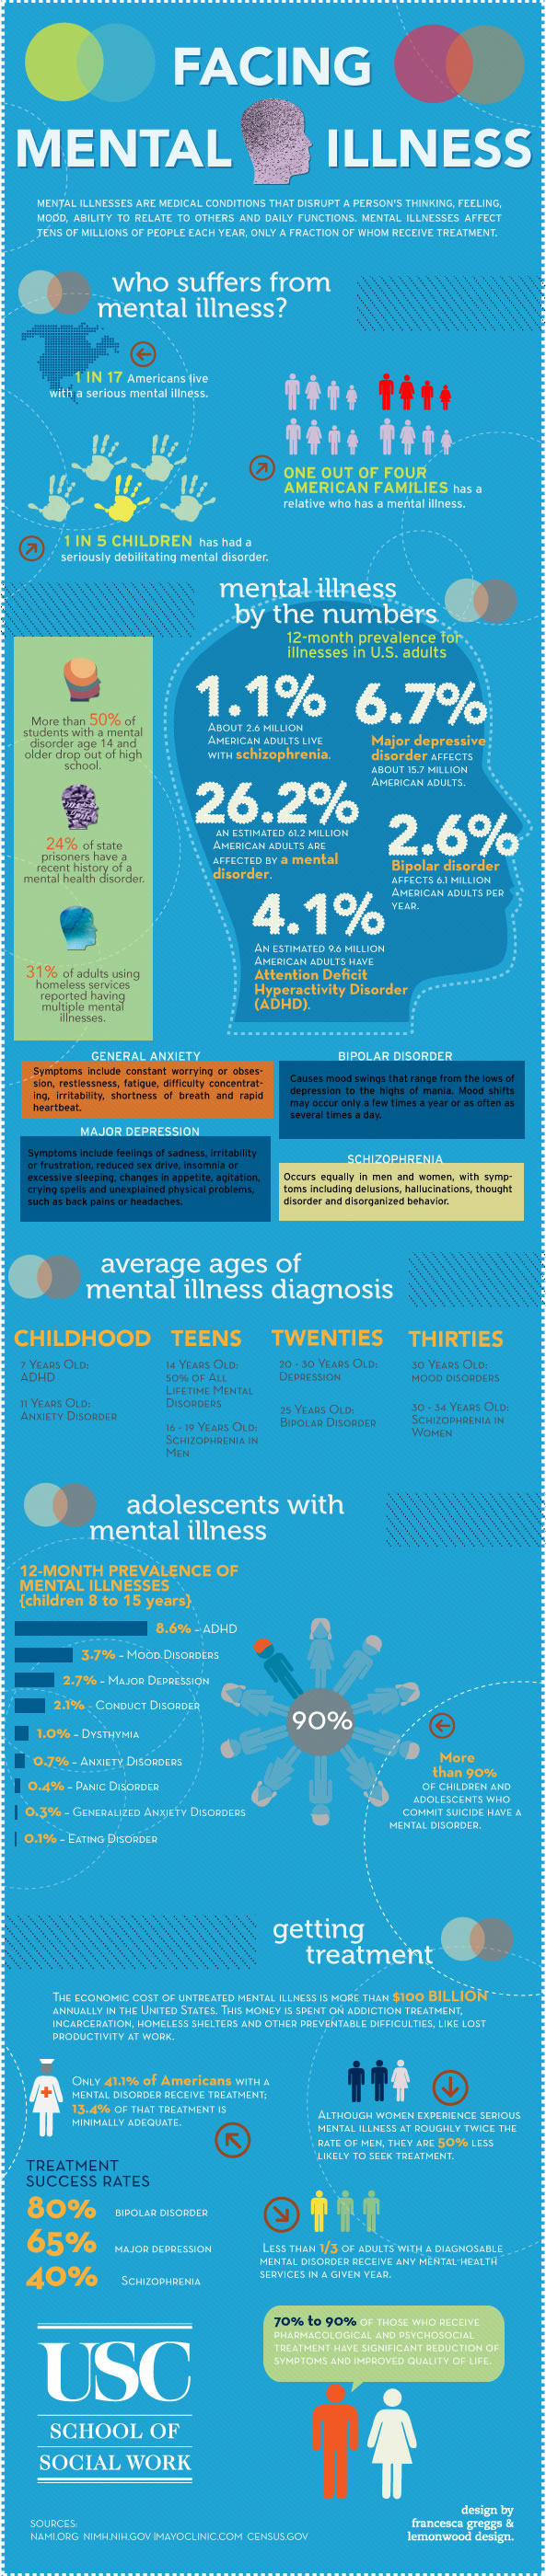 FACING
MENTAL ILLNESS
MENTAL ILLNESSES ARE MEDICAL CONDITIONS THAT DISRUPT A PERSON'S THINKING, FEELING,
MOOD, ABILITY TO RELATE TO OTHERS AND DAILY FUNCTIONS. MENTAL ILLNESSES AFFECT
TENS OF MILLIONS OF PEOPLE EACH YEAR, ONLY A FRACTION OF WHOM RECEIVE TREATMENT.
who suffers from
mental illness?
1 IN 17 Americans live
with a serious mental illness.
ONE OUT OF FOUR
AMERICAN FAMILIES has a
relative who has a mental illness.
1 IN 5 CHILDREN has had a
seriously debilitating mental disorder.
mental illness
by the numbers
12-month prevalence for
illnesses in U.S. adults
More than 50% of
students with a mental
disorder age 14 and
older drop out of high
school.
24% of state
prisoners have a
recent history of a
mental health disorder.
31% of adults using
homeless services
reported having
multiple mental
illnesses.
1.1%
ABOUT 2.6 MILLION
AMERICAN ADULTS LIVE
WITH schizophrenia.
6.7%
Major depressive
disorder AFFECTS
ABOUT 15.7 MILLION
AMERICAN ADULTS.
26.2%
AN ESTIMATED 61.2 MILLION
AMERICAN ADULTS ARE
AFFECTED BY a mental
disorder.
2.6%
Bipolar disorder
AFFECTS 6.1 MILLION
AMERICAN ADULTS PER
YEAR.
4.1%
AN ESTIMATED 9.6 MILLION
AMERICAN ADULTS HAVE
Attention Deficit
Hyperactivity Disorder
(ADHD).
GENERAL ANXIETY
Symptoms include constant worrying or obses-
sion, restlessness, fatigue, difficulty concentrat-
ing, irritability, shortness of breath and rapid
heartbeat.
BIPOLAR DISORDER
Causes mood swings that range from the lows of
depression to the highs of mania. Mood shifts
may occur only a few times a year or as often as
several times a day.
MAJOR DEPRESSION
Symptoms include feelings of sadness, irritability
or frustration, reduced sex drive, insomnia or
excessive sleeping, changes in appetite, agitation,
crying spells and unexplained physical problems,
such as back pains or headaches.
SCHIZOPHRENIA
Occurs equally in men and women, with symp-
toms including delusions, hallucinations, thought
disorder and disorganized behavior.
average ages of
mental illness diagnosis
CHILDHOOD
7 YEARS OLD:
ADHD
11 YEARS OLD:
ANXIETY DISORDER
TEENS
14 YEARS OLD:
50% OF ALL
LIFETIME MENTAL
DISORDERS
16 - 19 YEARS OLD:
SCHIZOPHRENIA IN
MEN
TWENTIES
20 - 30 YEARS OLD:
DEPRESSION
25 YEARS OLD:
BIPOLAR DISORDER
THIRTIES
30 YEARS OLD:
MOOD DISORDERS
30 - 34 YEARS OLD:
SCHIZOPHRENIA IN
WOMEN
adolescents with
mental illness
12-MONTH PREVALENCE OF
MENTAL ILLNESSES
{children 8 to 15 years}
8.6% - ADHD
3.7% - MOOD DISORDERS
2.7% - MAJOR DEPRESSION
2.1% - CONDUCT DISORDER
1.0% - DYSTHYMIA
0.7% - ANXIETY DISORDERS
0.4% - PANIC DISORDER
0.3% - GENERALIZED ANXIETY DISORDERS
0.1% - EATING DISORDER
90%
More
than 90%
OF CHILDREN AND
ADOLESCENTS WHO
COMMIT SUICIDE HAVE A
MENTAL DISORDER.
getting
treatment
THE ECONOMIC COST OF UNTREATED MENTAL ILLNESS IS MORE THAN $100 BILLION
ANNUALLY IN THE UNITED STATES. THIS MONEY IS SPENT ON ADDICTION TREATMENT,
INCARCERATION, HOMELESS SHELTERS AND OTHER PREVENTABLE DIFFICULTIES, LIKE LOST
PRODUCTIVITY AT WORK.
ONLY 41.1% of Americans WITH A
MENTAL DISORDER RECEIVE TREATMENT;
13.4% OF THAT TREATMENT IS
MINIMALLY ADEQUATE.
ALTHOUGH WOMEN EXPERIENCE SERIOUS
MENTAL ILLNESS AT ROUGHLY TWICE THE
RATE OF MEN, THEY ARE 50% LESS
LIKELY TO SEEK TREATMENT.
TREATMENT
SUCCESS RATES
80% BIPOLAR DISORDER
65% MAJOR DEPRESSION
40% SCHIZOPHRENIA
LESS THAN 1/3 OF ADULTS WITH A DIAGNOSABLE
MENTAL DISORDER RECEIVE ANY MENTAL HEALTH
SERVICES IN A GIVEN YEAR.
70% to 90% OF THOSE WHO RECEIVE
PHARMACOLOGICAL AND PSYCHOSOCIAL
TREATMENT HAVE SIGNIFICANT REDUCTION OF
SYMPTOMS AND IMPROVED QUALITY OF LIFE.
USC
SCHOOL OF
SOCIAL WORK
design by
francesca greggs &
lemonwood design.
SOURCES:
NAMI.ORG NIMH.NIH.GOV |MAYOCLINIC.COM CENSUS.GOV